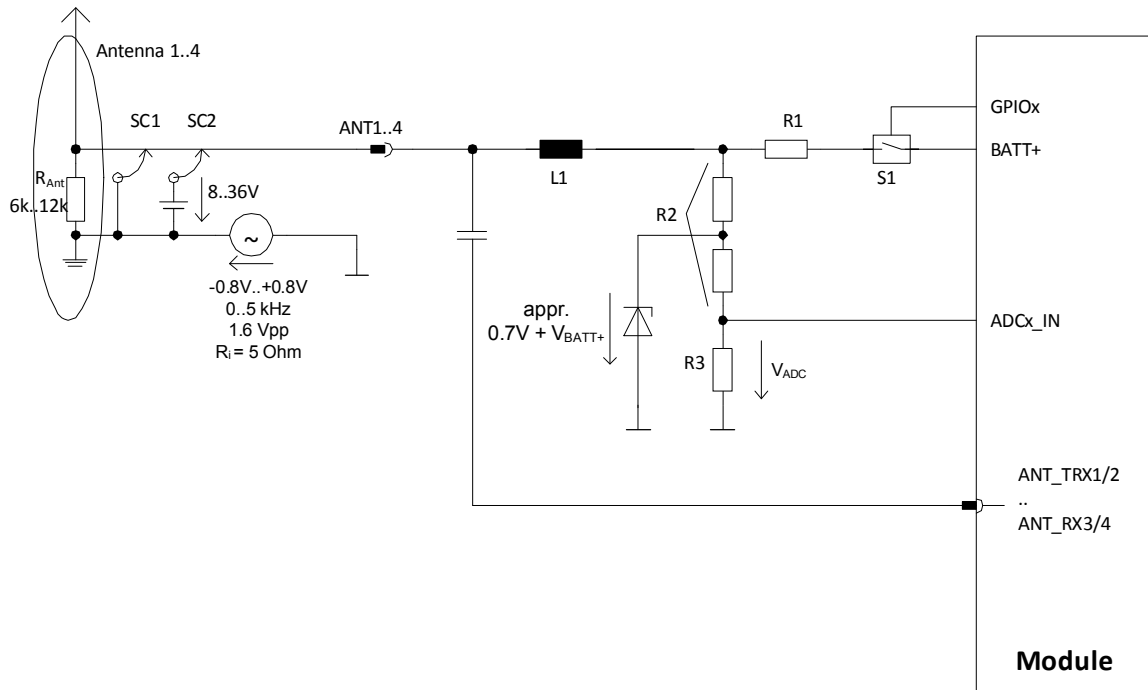 Antenna 1..4
SC1
SC2
ANT1..4
R1
GPIOx
BATT+
S1
L1
RAnt
6k..12k
8..36V
R2
~
-0.8V..+0.8V
0..5 kHz
1.6 Vpp
Ri = 5 Ohm
appr.
0.7V + VBATT+
ADCx_IN
R3
VADC
ANT_TRX1/2
..
ANT_RX3/4
Module